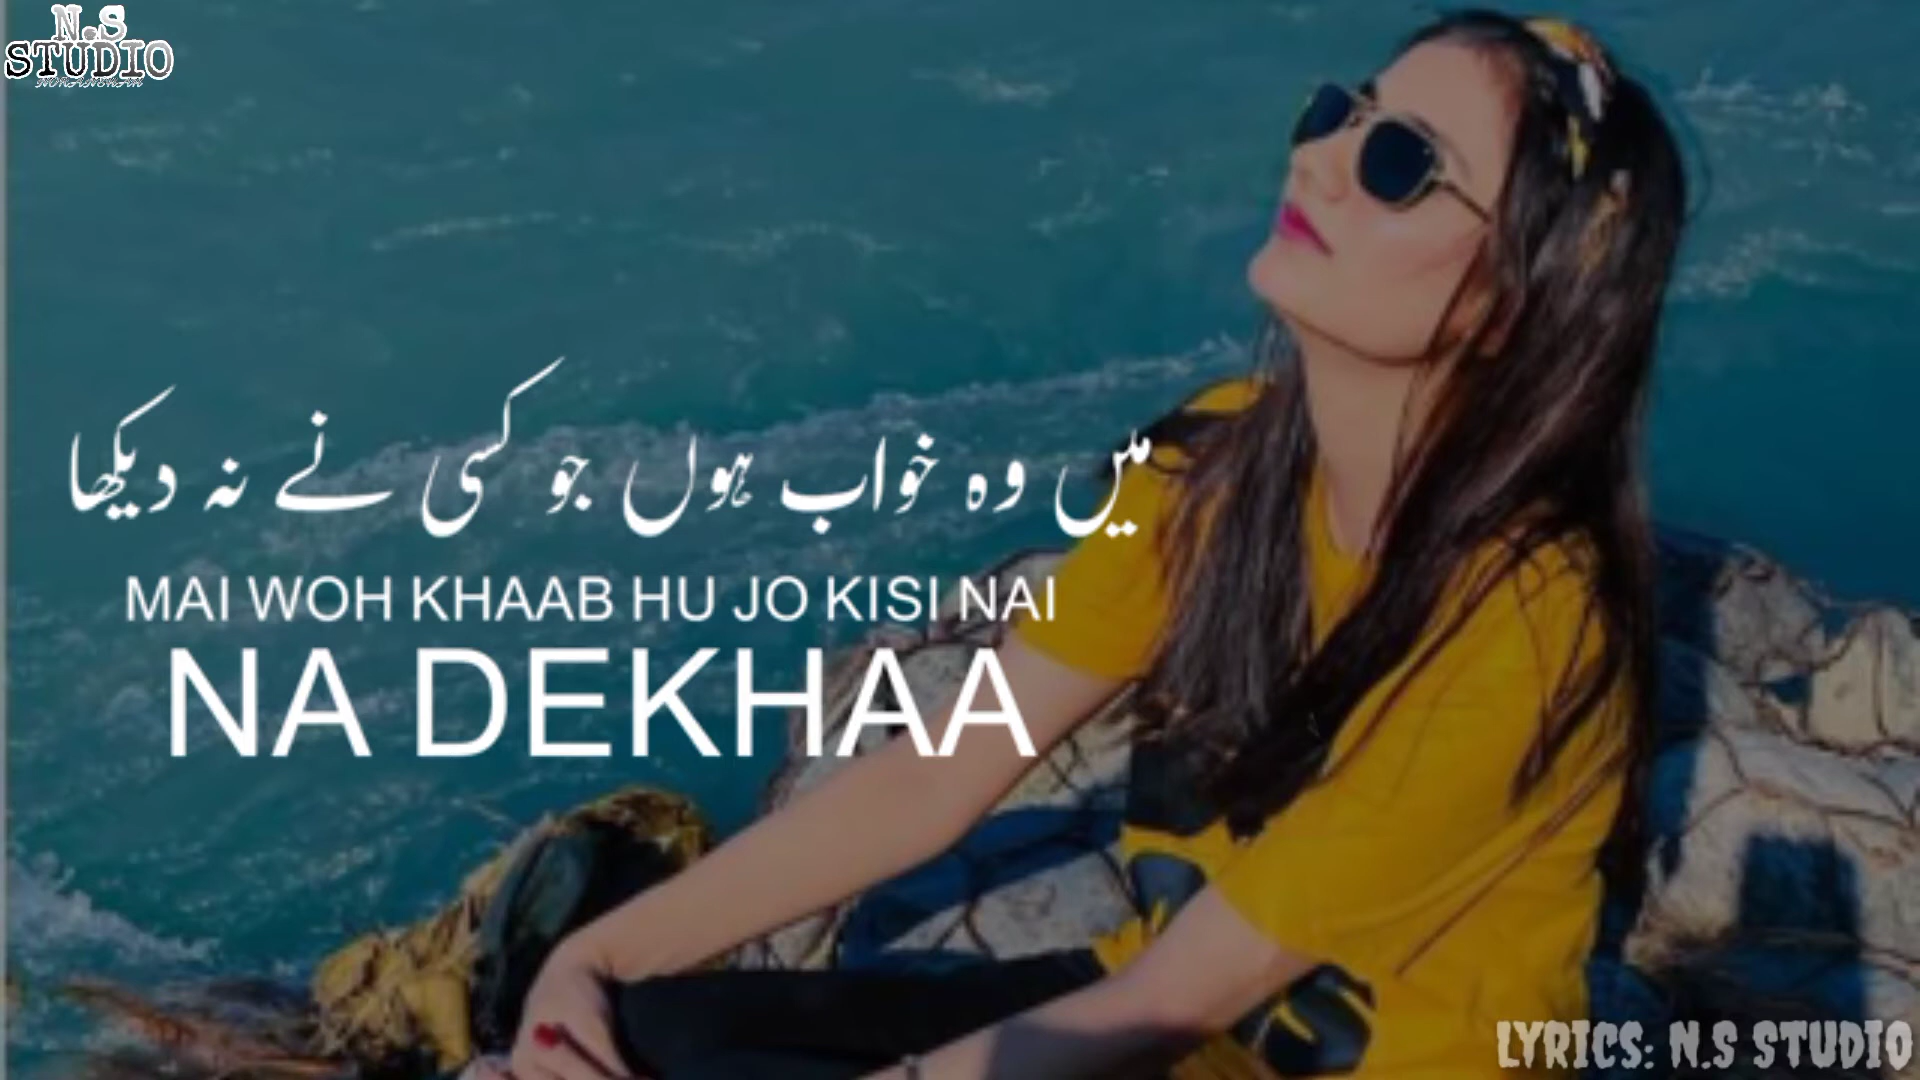 N.S
STUDIO
میں وہ خواب ہوں جو کسی نے نہ دیکھا
MAI WOH KHAAB HU JO KISI NAI
NA DEKHAA
LYRICS: N.S STUDIO